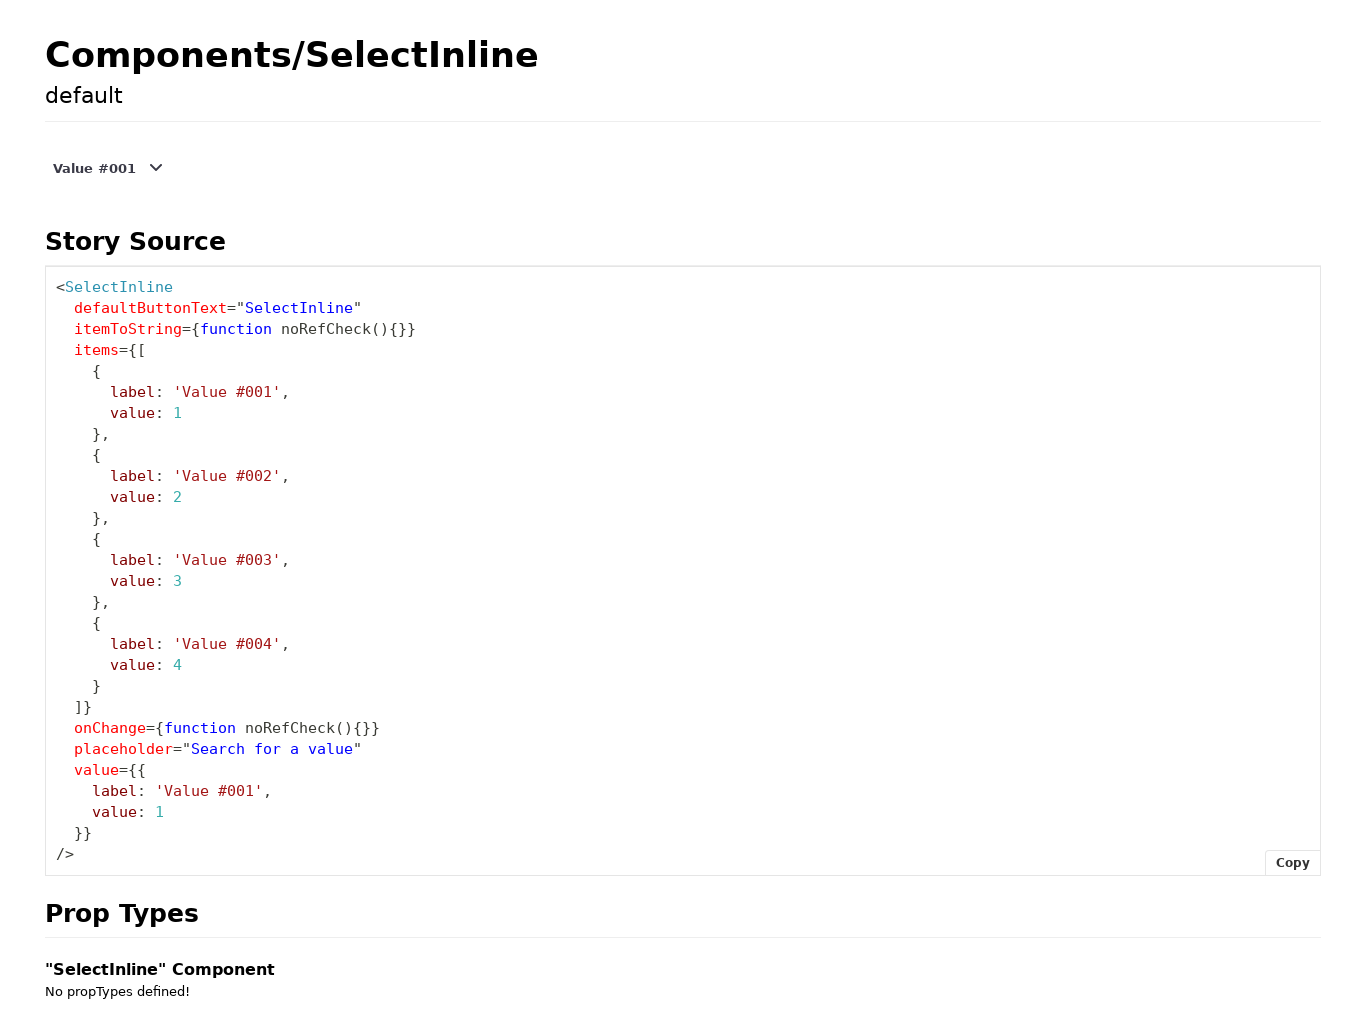 Components/SelectInline
default
Value #001
Story Source
<SelectInline
  defaultButtonText="SelectInline"
  itemToString={function noRefCheck(){}}
  items={[
    {
      label: 'Value #001',
      value: 1
    },
    {
      label: 'Value #002',
      value: 2
    },
    {
      label: 'Value #003',
      value: 3
    },
    {
      label: 'Value #004',
      value: 4
    }
  ]}
  onChange={function noRefCheck(){}}
  placeholder="Search for a value"
  value={{
    label: 'Value #001',
    value: 1
  }}
/>
Copy
Prop Types
"SelectInline" Component
No propTypes defined!